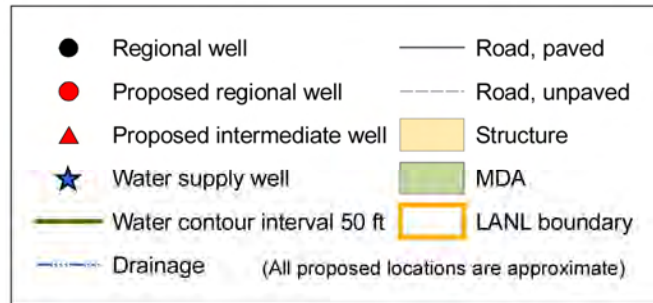 Regional well
Road, paved
Proposed regional well
Road, unpaved
Proposed intermediate well
Structure
Water supply well
MDA
Water contour interval 50 ft
LANL boundary
Drainage
(All proposed locations are approximate)